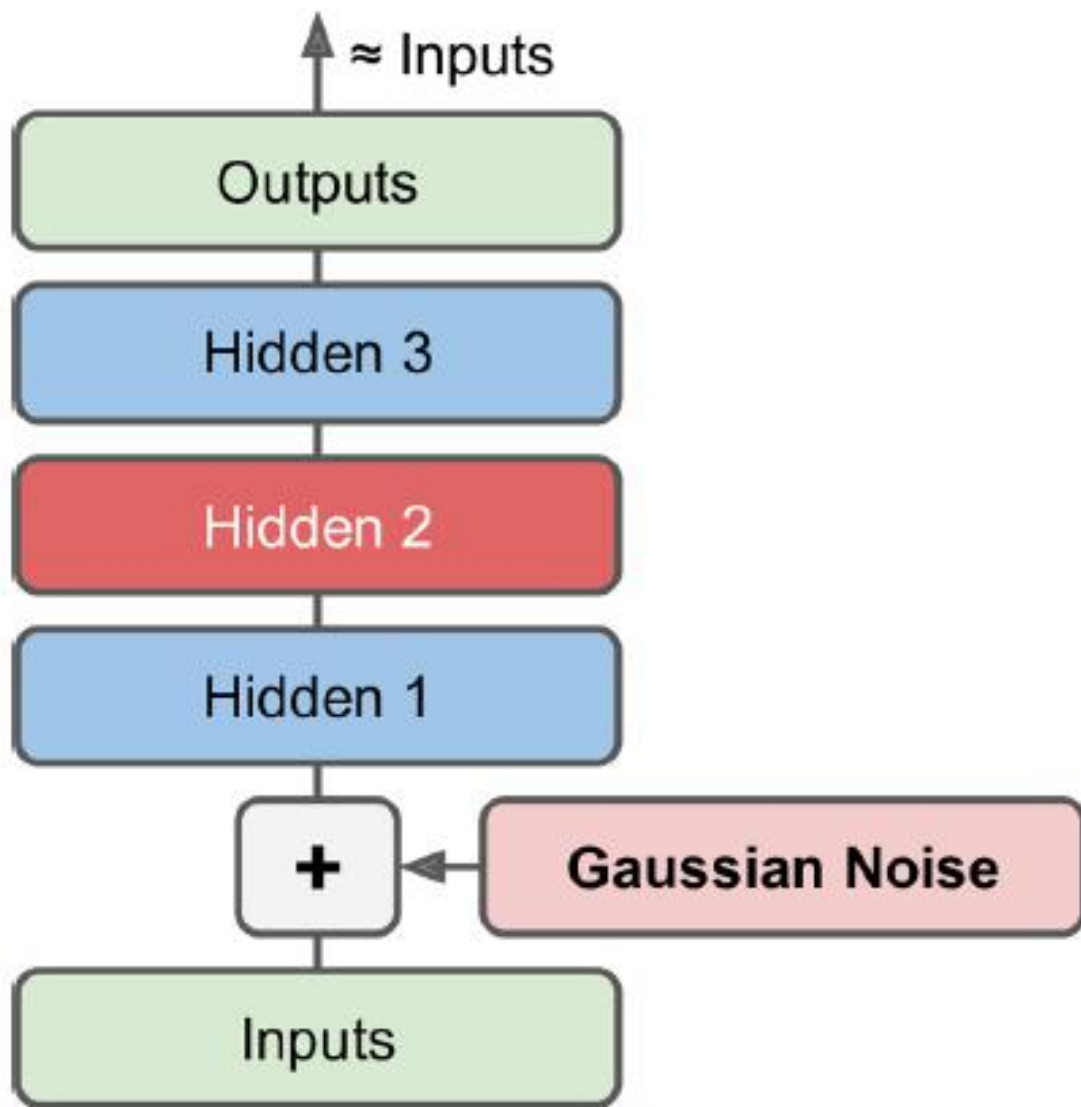 ≈ Inputs
Outputs
Hidden 3
Hidden 2
Hidden 1
+
Gaussian Noise
Inputs